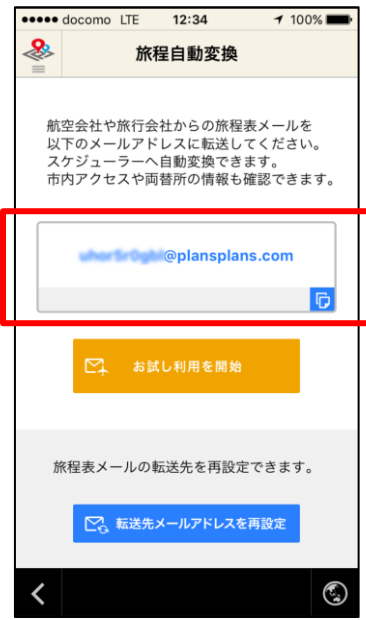 docomo LTE 12:34 100%
旅程自動変換
航空会社や旅行会社からの旅程表メールを
以下のメールアドレスに転送してください。
スケジューラーへ自動変換できます。
市内アクセスや両替所の情報も確認できます。
@plansplans.com
お試し利用を開始
旅程表メールの転送先を再設定できます。
転送先メールアドレスを再設定